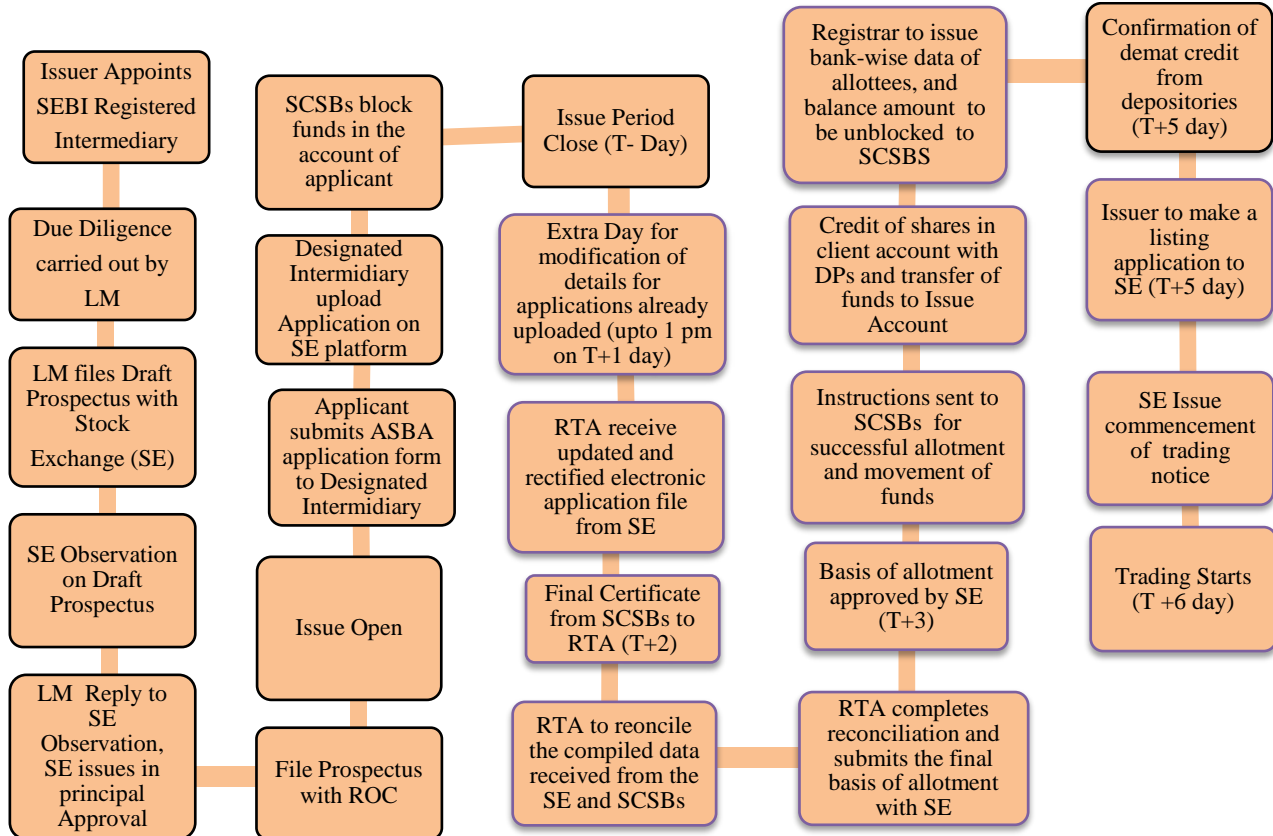 Issuer Appoints
SEBI Registered
Intermediary
Due Diligence
carried out by
LM
LM files Draft
Prospectus with
Stock
Exchange (SE)
SE Observation
on Draft
Prospectus
LM Reply to
SE
Observation,
SE issues in
principal
Approval
File Prospectus
with ROC
Issue Open
Applicant
submits ASBA
application form
to Designated
Intermidiary
Designated
Intermidiary
upload
Application on
SE platform
SCSBs block
funds in the
account of
applicant
Issue Period
Close (T- Day)
Extra Day for
modification of
details for
applications already
uploaded (upto 1 pm
on T+1 day)
RTA receive
updated and
rectified electronic
application file
from SE
Final Certificate
from SCSBs to
RTA (T+2)
RTA to reconcile
the compiled data
received from the
SE and SCSBs
RTA completes
reconciliation and
submits the final
basis of allotment
with SE
Basis of allotment
approved by SE
(T+3)
Instructions sent to
SCSBs for
successful allotment
and movement of
funds
Credit of shares in
client account with
DPs and transfer of
funds to Issue
Account
Registrar to issue
bank-wise data of
allottees, and
balance amount to
be unblocked to
SCSBS
Confirmation of
demat credit
from
depositories
(T+5 day)
Issuer to make a
listing
application to
SE (T+5 day)
SE Issue
commencement
of trading
notice
Trading Starts
(T +6 day)